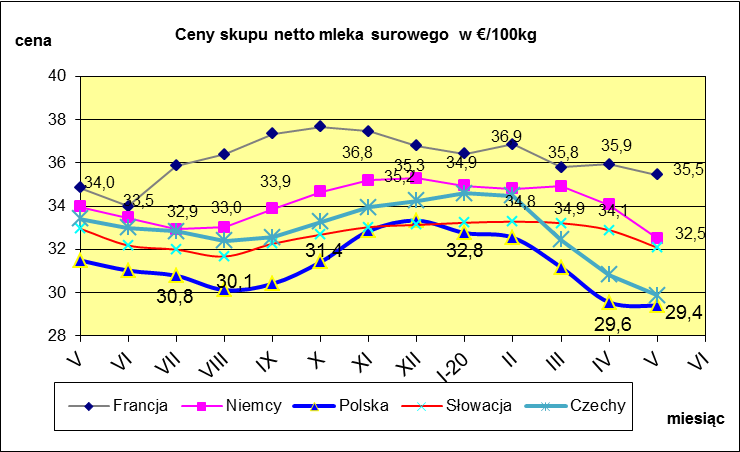 Ceny skupu netto mleka surowego w €/100kg
cena
40
38
36
34
32
30
28
34,0
33,5
32,9
33,0
33,9
36,8
35,2
35,3
34,9
36,9
34,8
35,8
34,9
35,9
34,1
35,5
32,5
30,8
30,1
31,4
32,8
29,6
29,4
V
VI
VII
VIII
IX
X
XI
XII
I-20
II
III
IV
V
VI
Francja
Niemcy
Polska
Słowacja
Czechy
miesiąc